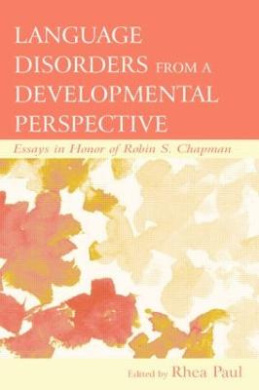 LANGUAGE
DISORDERS FROM A
DEVELOPMENTAL
PERSPECTIVE
Essays in Honor of Robin S. Chapman
Edited by Rhea Paul